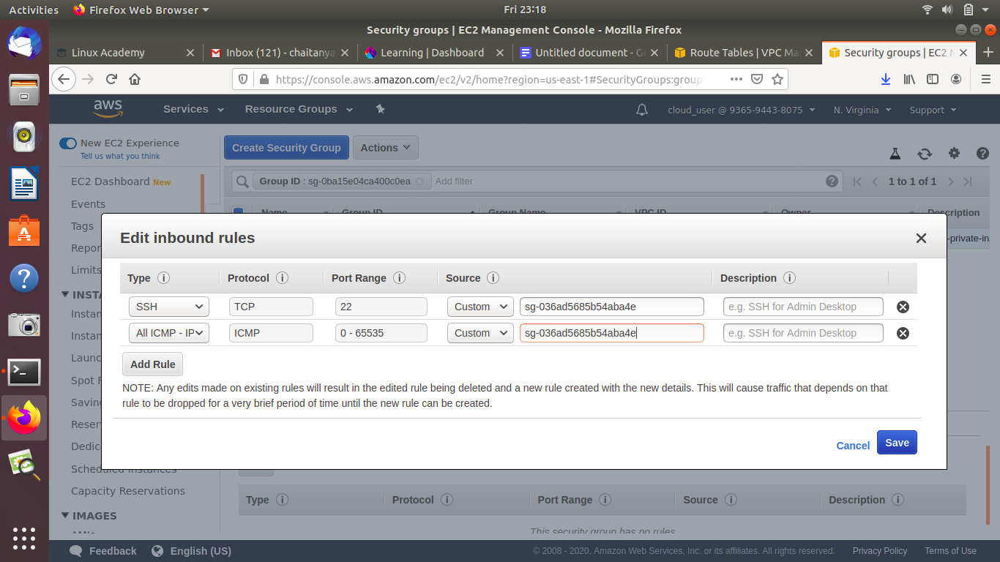 Activities Firefox Web Browser Fri 23:18
Security groups | EC2 Management Console - Mozilla Firefox
Linux Academy Inbox (121) - chaitanya Learning | Dashboard Untitled document - G Route Tables | VPC Ma Security groups | EC2 M
https://console.aws.amazon.com/ec2/v2/home?region=us-east-1#SecurityGroups:group
aws Services Resource Groups cloud_user @ 9365-9443-8075 N. Virginia Support
New EC2 Experience
Tell us what you think
Create Security Group Actions
EC2 Dashboard New
Group ID : sg-0ba15e04ca400c0ea Add filter 1 to 1 of 1
Events
Name Group ID Group Name VPC ID Owner Description
Tags
-private-in
Repor
Limits
INSTA
Instan
Instan
Launc
Spot R
Saving
Reser
Dedic
Scheduled Instances
Capacity Reservations
IMAGES
AMIs
Edit inbound rules
Type Protocol Port Range Source Description
SSH TCP 22 Custom sg-036ad5685b54aba4e e.g. SSH for Admin Desktop
All ICMP - IP ICMP 0 - 65535 Custom sg-036ad5685b54aba4e e.g. SSH for Admin Desktop
Add Rule
NOTE: Any edits made on existing rules will result in the edited rule being deleted and a new rule created with the new details. This will cause traffic that depends on that
rule to be dropped for a very brief period of time until the new rule can be created.
Cancel Save
Type Protocol Port Range Source Description
This security group has no rules
Feedback English (US) © 2008 - 2020, Amazon Web Services, Inc. or its affiliates. All rights reserved. Privacy Policy Terms of Use